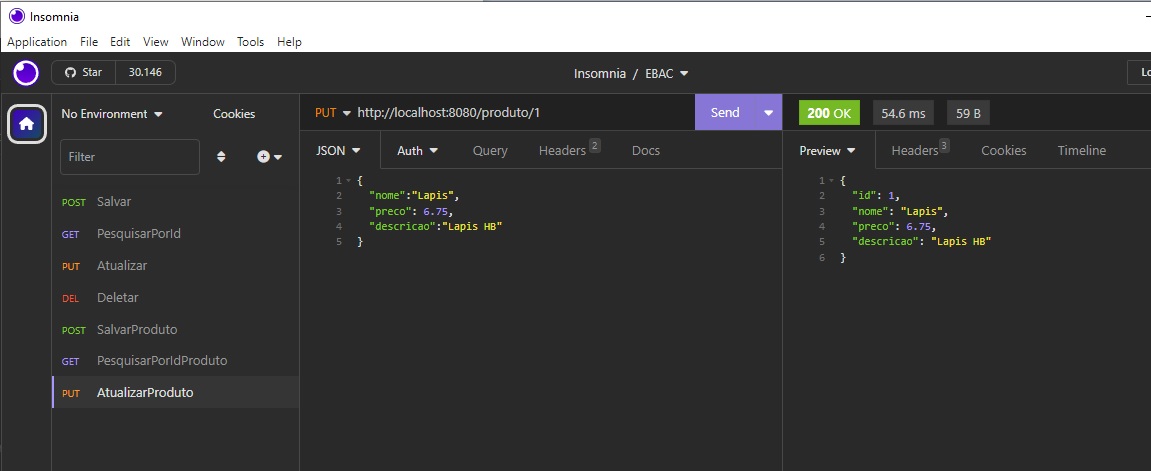 Insomnia
Application File Edit View Window Tools Help
Star 30.146
Insomnia / EBAC
No Environment Cookies
PUT http://localhost:8080/produto/1 Send
200 OK 54.6 ms 59 B
Filter
JSON Auth Query Headers 2 Docs
Preview Headers 3 Cookies Timeline
POST Salvar
GET PesquisarPorId
PUT Atualizar
DEL Deletar
POST SalvarProduto
GET PesquisarPorIdProduto
PUT AtualizarProduto
1 {
2 "nome":"Lapis",
3 "preco": 6.75,
4 "descricao":"Lapis HB"
5 }
1 {
2 "id": 1,
3 "nome": "Lapis",
4 "preco": 6.75,
5 "descricao": "Lapis HB"
6 }